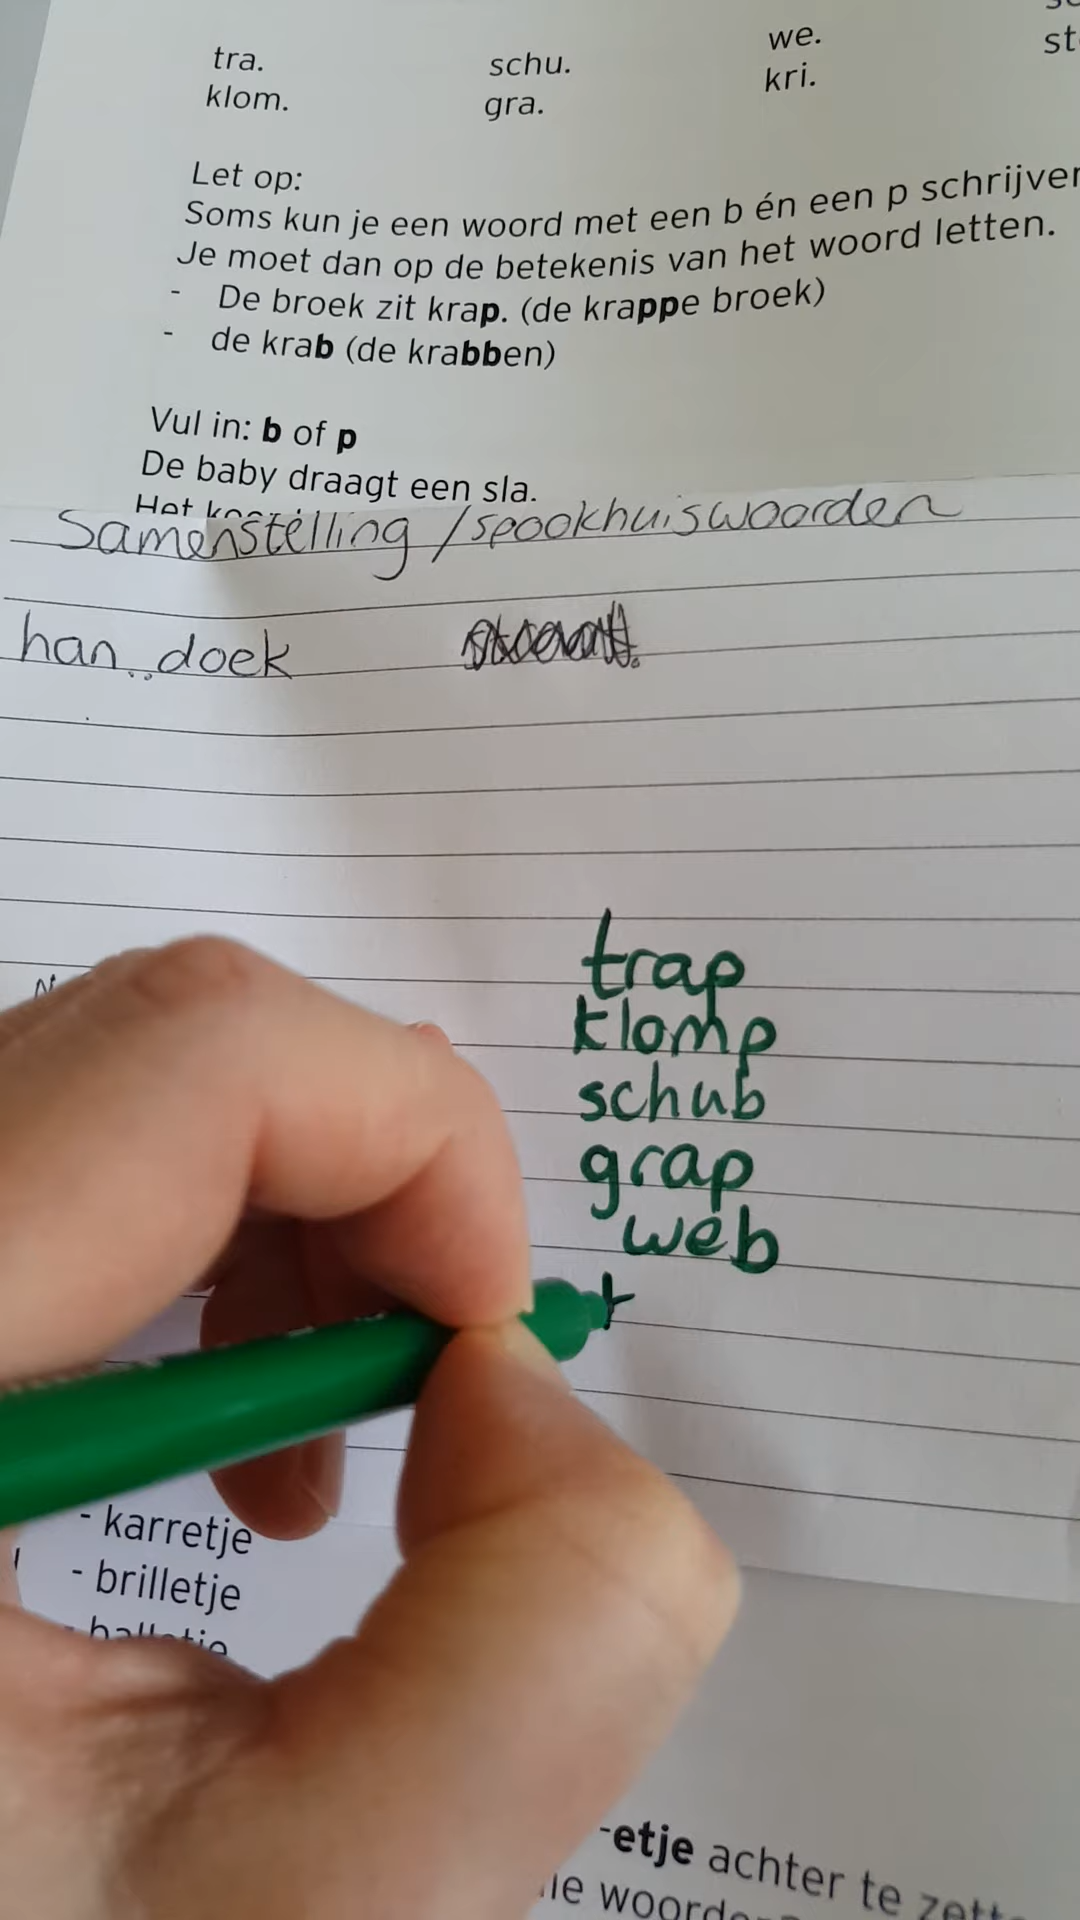 tra. schu. we.
klom. gra. kri.
Let op:
Soms kun je een woord met een b én een p
Je moet dan op de betekenis van het woord letten.
- De broek zit krap. (de krappe broek)
- de krab (de krabben)
Vul in: b of p
De baby draagt een sla.
Het
Samenstelling / spookhuiswoorden
han..doek
trap
klomp
schub
grap
web
- karretje
- brilletje
-etje achter te